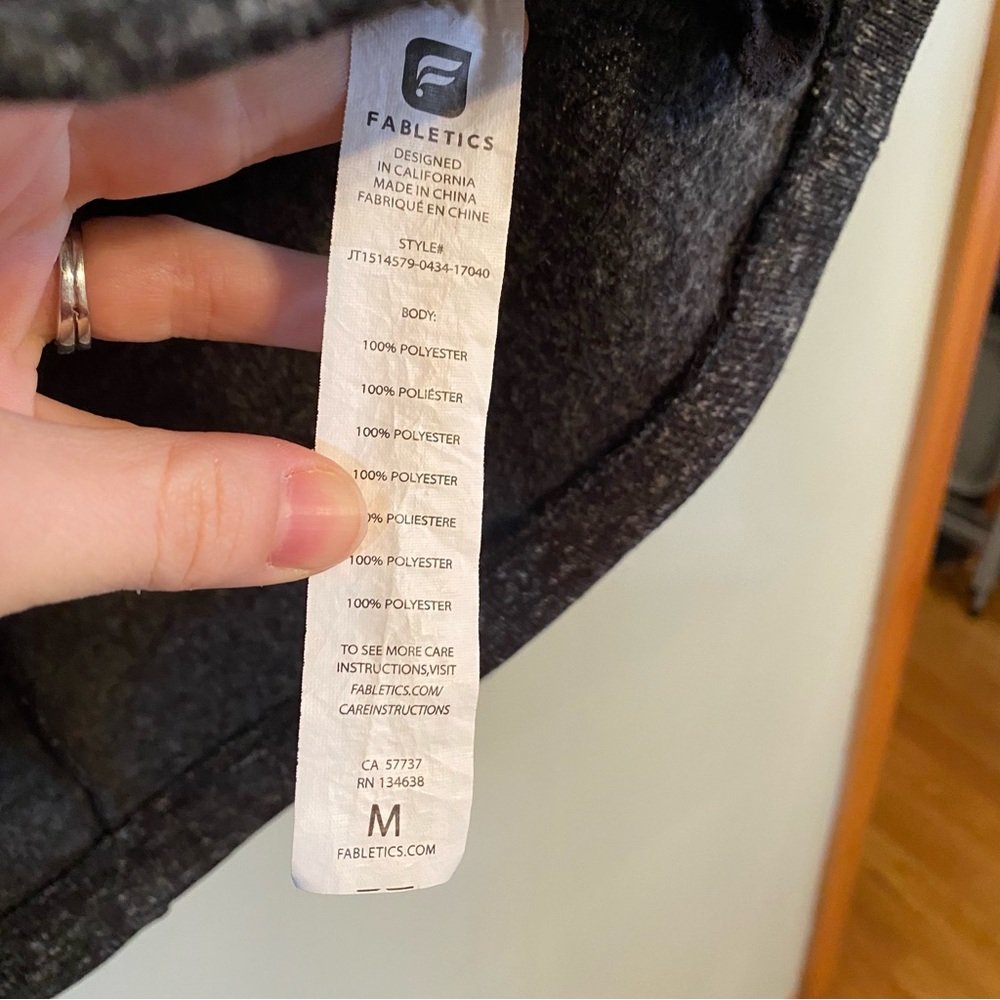 FABLETICS
DESIGNED
IN CALIFORNIA
MADE IN CHINA
FABRIQUÉ EN CHINE
STYLE#
JT1514579-0434-17040
BODY:
100% POLYESTER
100% POLIÉSTER
100% POLYESTER
100% POLYESTER
0% POLIESTERE
100% POLYESTER
100% POLYESTER
TO SEE MORE CARE
INSTRUCTIONS,VISIT
FABLETICS.COM/
CAREINSTRUCTIONS
CA 57737
RN 134638
M
FABLETICS.COM